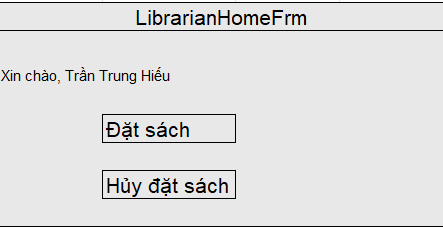 LibrarianHomeFrm
Xin chào, Trần Trung Hiếu
Đặt sách
Hủy đặt sách